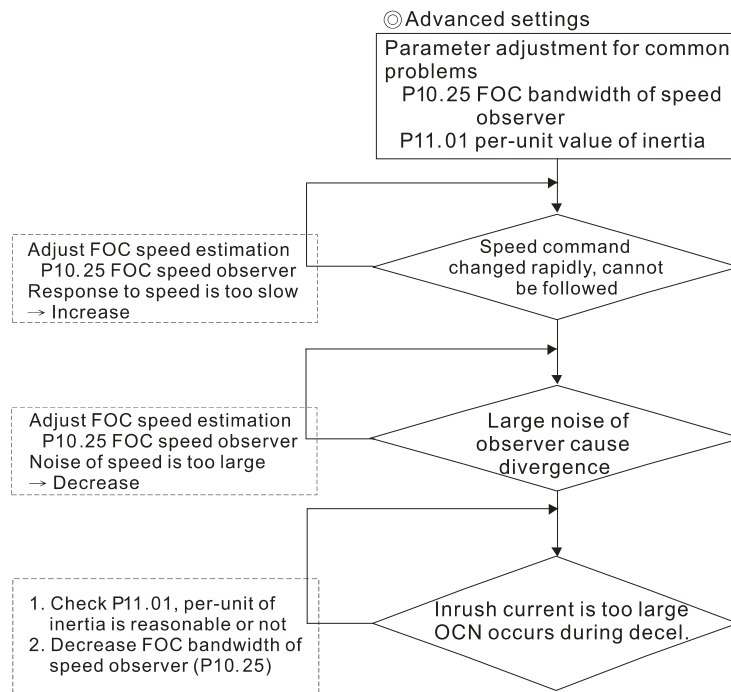 ◎Advanced settings
Parameter adjustment for common
problems
P10.25 FOC bandwidth of speed
observer
P11.01 per-unit value of inertia
Adjust FOC speed estimation
P10.25 FOC speed observer
Response to speed is too slow
→ Increase
Speed command
changed rapidly, cannot
be followed
Adjust FOC speed estimation
P10.25 FOC speed observer
Noise of speed is too large
→ Decrease
Large noise of
observer cause
divergence
1. Check P11.01, per-unit of
inertia is reasonable or not
2. Decrease FOC bandwidth of
speed observer (P10.25)
Inrush current is too large
OCN occurs during decel.